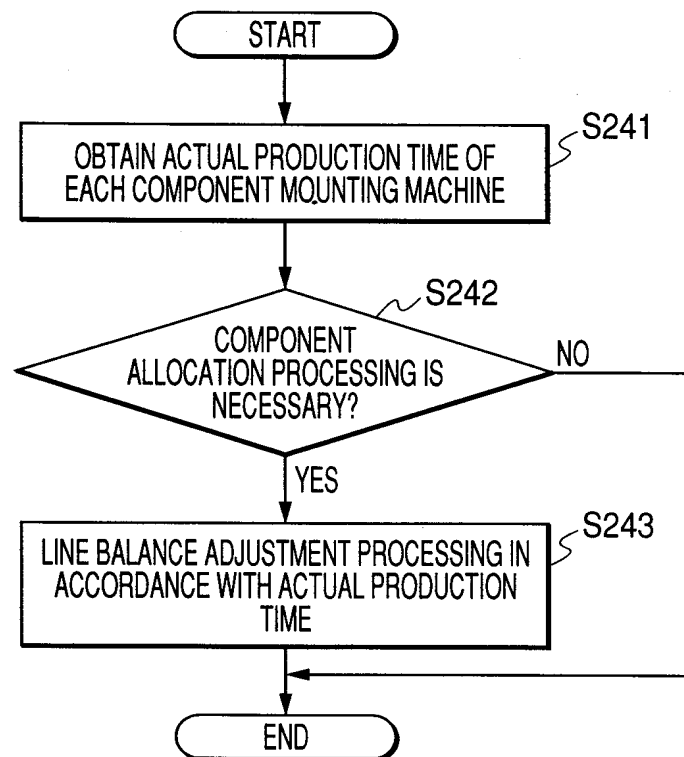 START
S241
OBTAIN ACTUAL PRODUCTION TIME OF
EACH COMPONENT MOUNTING MACHINE
S242
COMPONENT
ALLOCATION PROCESSING IS
NECESSARY?
NO
YES
S243
LINE BALANCE ADJUSTMENT PROCESSING IN
ACCORDANCE WITH ACTUAL PRODUCTION
TIME
END